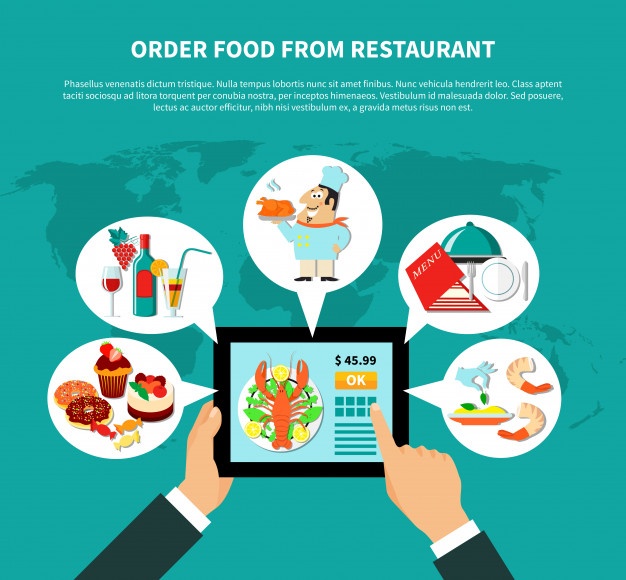 ORDER FOOD FROM RESTAURANT
Phasellus venenatis dictum tristique. Nulla tempus lobortis nunc sit amet finibus. Nunc vehicula hendrerit leo. Class aptent
taciti sociosqu ad litora torquent per conubia nostra, per inceptos himenaeos. Vestibulum id malesuada dolor. Sed posuere,
lectus ac auctor efficitur, nibh nisi vestibulum ex, a gravida metus risus non est.
MENU
$ 45.99
OK